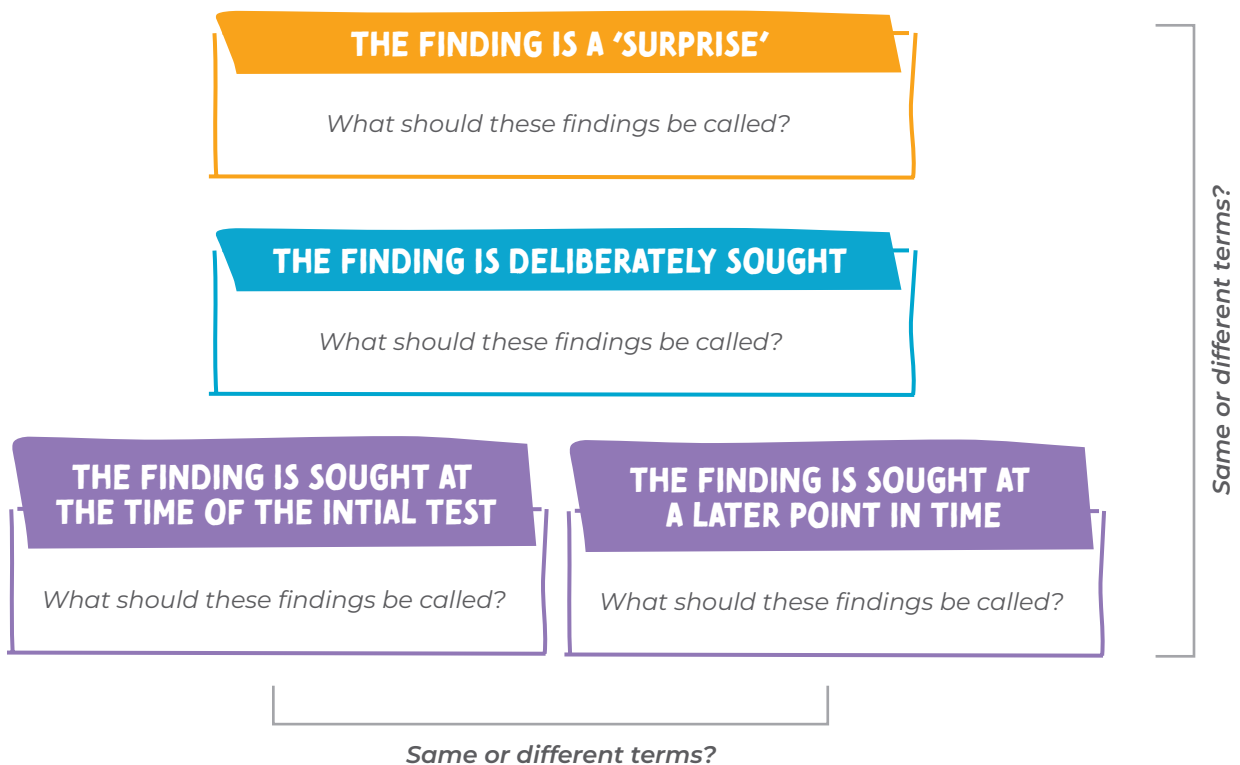 THE FINDING IS A ‘SURPRISE’
What should these findings be called?
THE FINDING IS DELIBERATELY SOUGHT
What should these findings be called?
THE FINDING IS SOUGHT AT
THE TIME OF THE INTIAL TEST
What should these findings be called?
THE FINDING IS SOUGHT AT
A LATER POINT IN TIME
What should these findings be called?
Same or different terms?
Same or different terms?